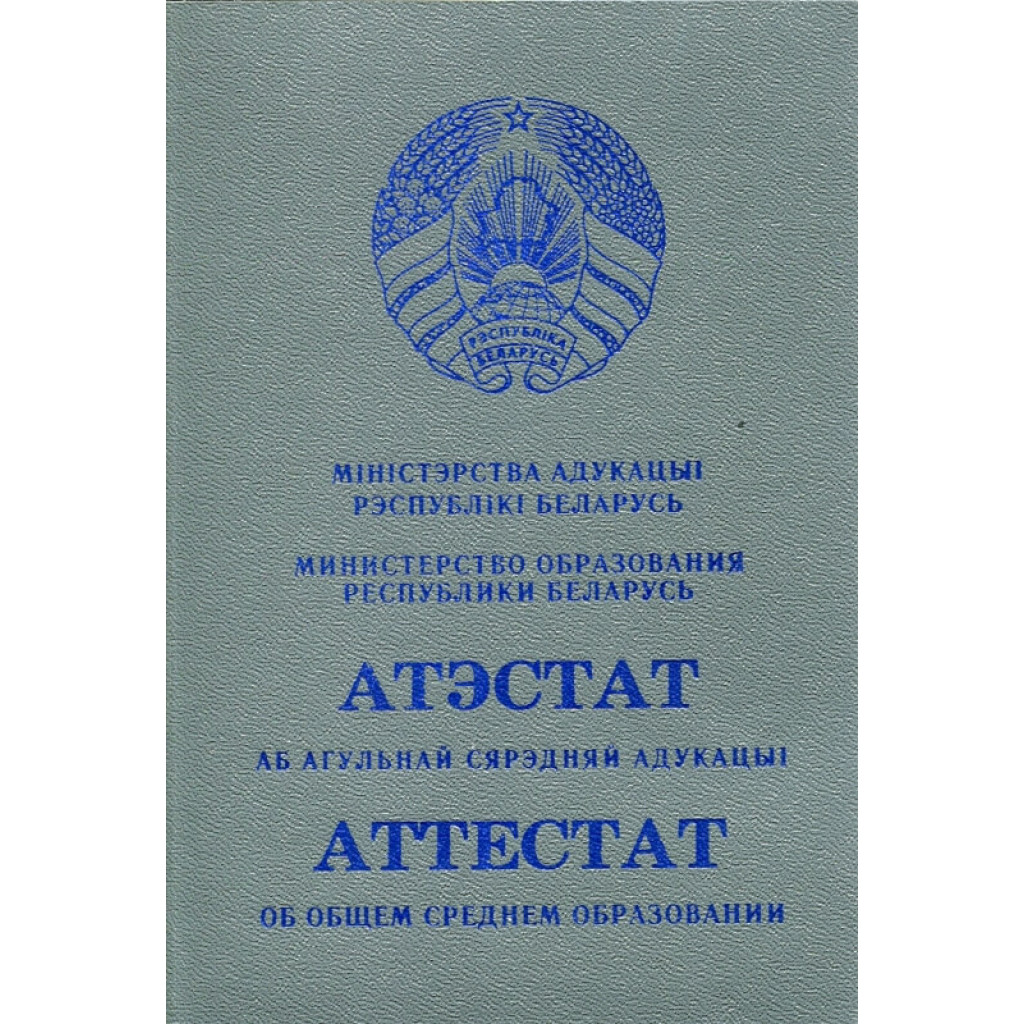 РЭСПУБЛІКА
БЕЛАРУСЬ
МІНІСТЭРСТВА АДУКАЦЫІ
РЭСПУБЛІКІ БЕЛАРУСЬ
МИНИСТЕРСТВО ОБРАЗОВАНИЯ
РЕСПУБЛИКИ БЕЛАРУСЬ
АТЭСТАТ
АБ АГУЛЬНАЙ СЯРЭДНЯЙ АДУКАЦЫІ
АТТЕСТАТ
ОБ ОБЩЕМ СРЕДНЕМ ОБРАЗОВАНИИ